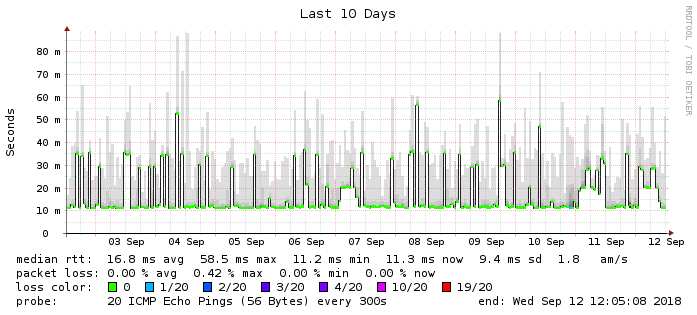 Last 10 Days
RRDTOOL / TOBI OETIKER
Seconds
80 m
70 m
60 m
50 m
40 m
30 m
20 m
10 m
0
03 Sep 04 Sep 05 Sep 06 Sep 07 Sep 08 Sep 09 Sep 10 Sep 11 Sep 12 Sep
median rtt: 16.8 ms avg 58.5 ms max 11.2 ms min 11.3 ms now 9.4 ms sd 1.8 am/s
packet loss: 0.00 % avg 0.42 % max 0.00 % min 0.00 % now
loss color: 0 1/20 2/20 3/20 4/20 10/20 19/20
probe: 20 ICMP Echo Pings (56 Bytes) every 300s end: Wed Sep 12 12:05:08 2018